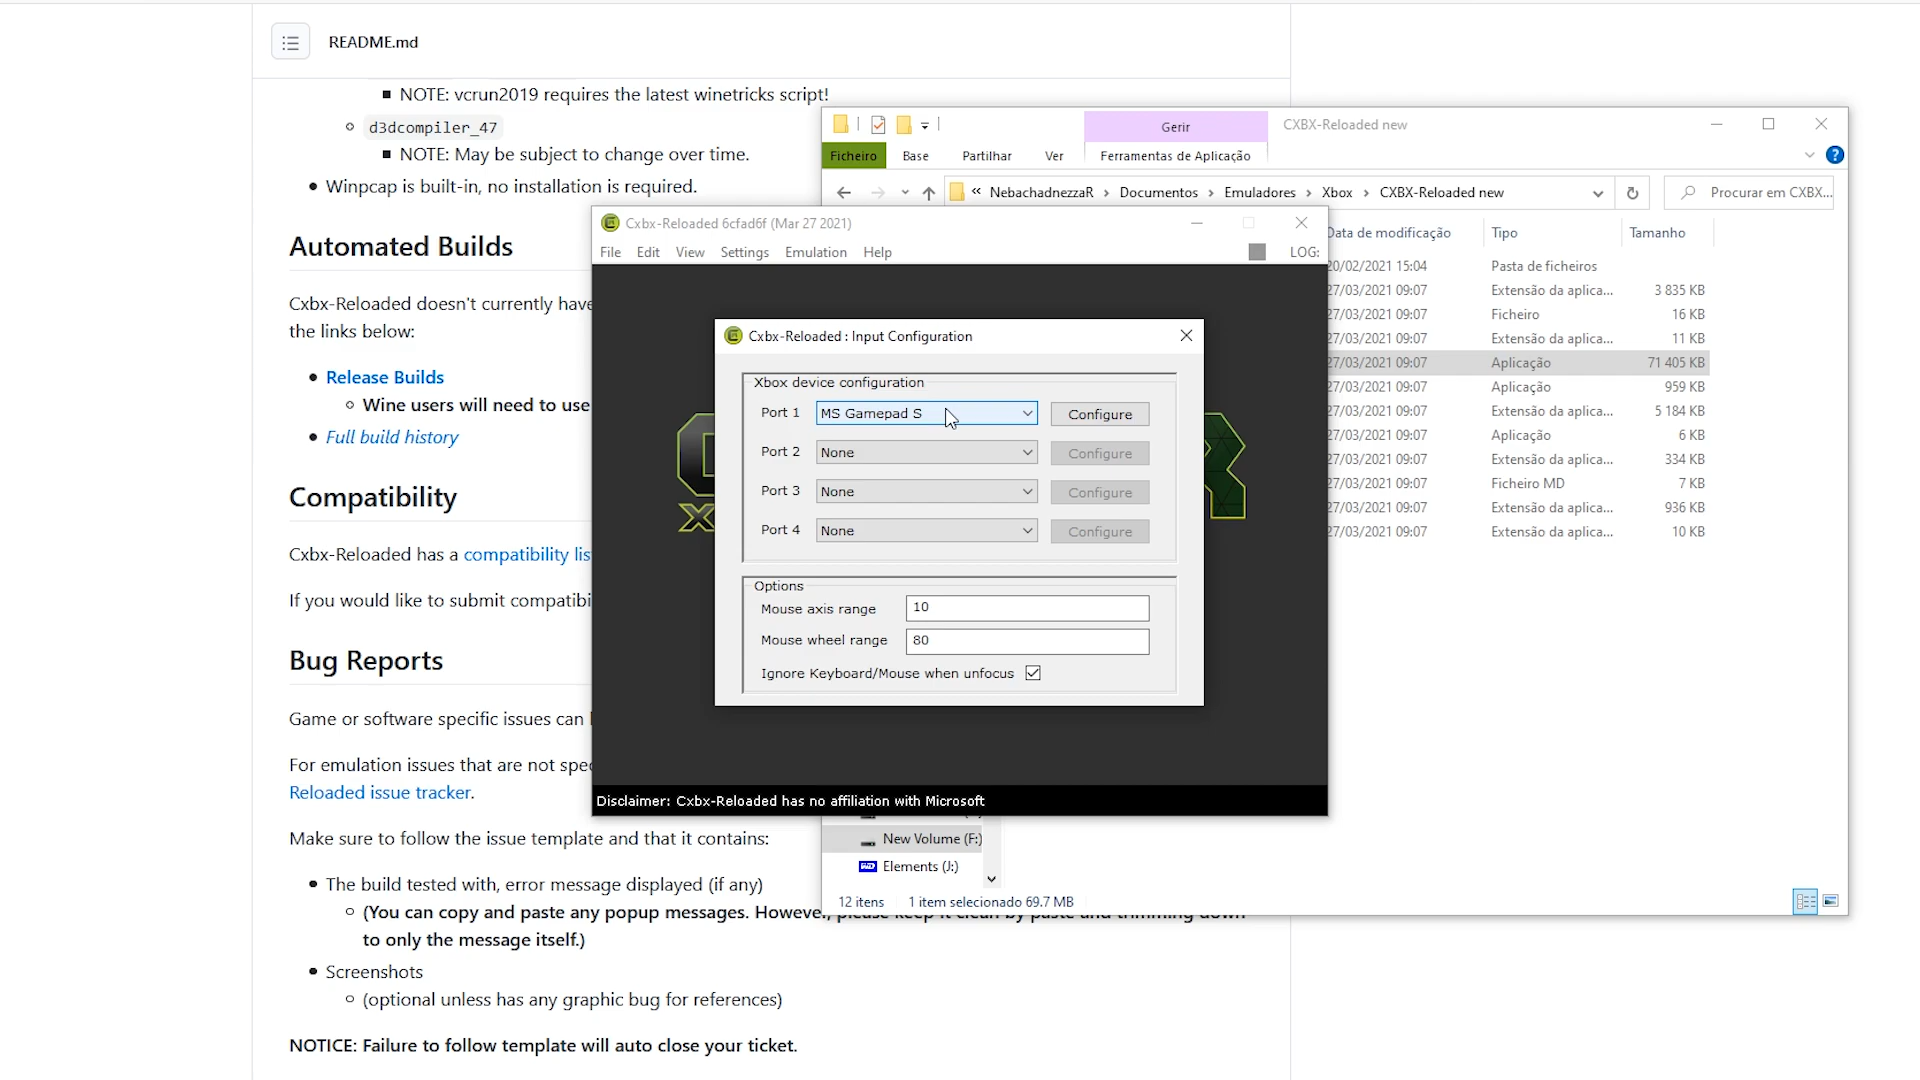 README.md
NOTE: vcrun2019 requires the latest winetricks script!
d3dcompiler_47
NOTE: May be subject to change over time.
Winpcap is built-in, no installation is required.
Automated Builds
Cxbx-Reloaded doesn't currently have
the links below:
Release Builds
Wine users will need to use
Full build history
Compatibility
Cxbx-Reloaded has a compatibility lis
If you would like to submit compatibi
Bug Reports
Game or software specific issues can
For emulation issues that are not spe
Reloaded issue tracker.
Make sure to follow the issue template and that it contains:
The build tested with, error message displayed (if any)
(You can copy and paste any popup messages. However, please keep it clean by paste and trimming down
to only the message itself.)
Screenshots
(optional unless has any graphic bug for references)
NOTICE: Failure to follow template will auto close your ticket.
Gerir
CXBX-Reloaded new
Ficheiro Base Partilhar Ver Ferramentas de Aplicação
« NebachadnezzaR › Documentos › Emuladores › Xbox › CXBX-Reloaded new
Procurar em CXBX...
Data de modificação Tipo Tamanho
20/02/2021 15:04 Pasta de ficheiros
27/03/2021 09:07 Extensão da aplica... 3 835 KB
27/03/2021 09:07 Ficheiro 16 KB
27/03/2021 09:07 Extensão da aplica... 11 KB
27/03/2021 09:07 Aplicação 71 405 KB
27/03/2021 09:07 Aplicação 959 KB
27/03/2021 09:07 Extensão da aplica... 5 184 KB
27/03/2021 09:07 Aplicação 6 KB
27/03/2021 09:07 Extensão da aplica... 334 KB
27/03/2021 09:07 Ficheiro MD 7 KB
27/03/2021 09:07 Extensão da aplica... 936 KB
27/03/2021 09:07 Extensão da aplica... 10 KB
New Volume (F:)
Elements (J:)
12 itens 1 item selecionado 69.7 MB
Cxbx-Reloaded 6cfad6f (Mar 27 2021)
File Edit View Settings Emulation Help LOG:
Cxbx-Reloaded : Input Configuration
Xbox device configuration
Port 1 MS Gamepad S Configure
Port 2 None Configure
Port 3 None Configure
Port 4 None Configure
Options
Mouse axis range 10
Mouse wheel range 80
Ignore Keyboard/Mouse when unfocus
Disclaimer: Cxbx-Reloaded has no affiliation with Microsoft